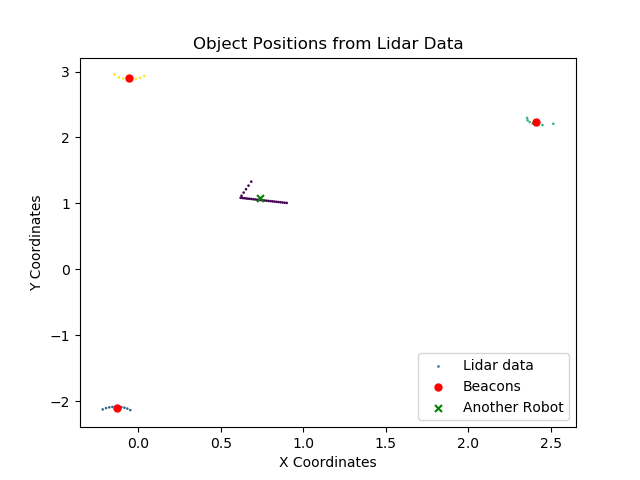 Object Positions from Lidar Data
Y Coordinates
3
2
1
0
−1
−2
0.0 0.5 1.0 1.5 2.0 2.5
X Coordinates
Lidar data
Beacons
Another Robot